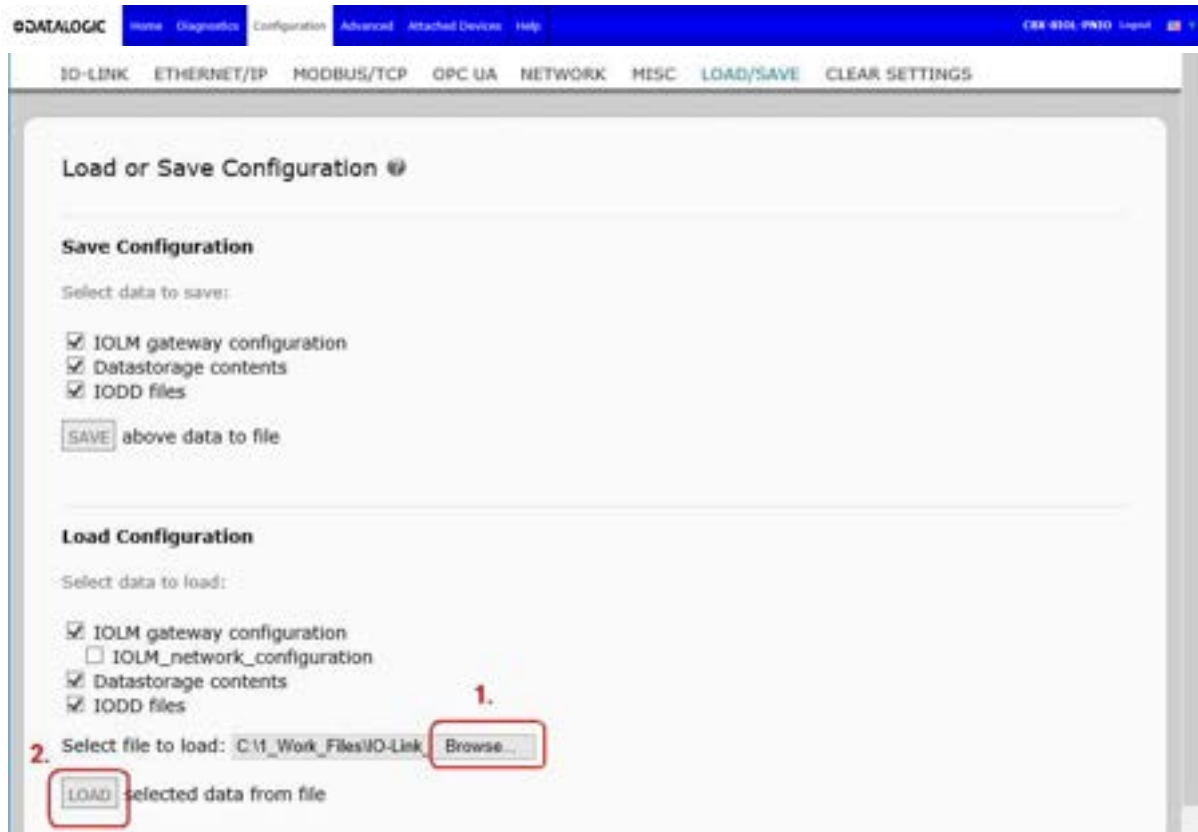 DATALOGIC Home Diagnostics Configuration Advanced Attached Devices Help CBX-8IOL-PNIO Logout
IO-LINK ETHERNET/IP MODBUS/TCP OPC UA NETWORK MISC LOAD/SAVE CLEAR SETTINGS
Load or Save Configuration ?
Save Configuration
Select data to save:
IOLM gateway configuration
Datastorage contents
IODD files
SAVE above data to file
Load Configuration
Select data to load:
IOLM gateway configuration
IOLM_network_configuration
Datastorage contents
IODD files
1.
Select file to load: C:\1_Work_Files\IO-Link_ Browse...
2.
LOAD selected data from file